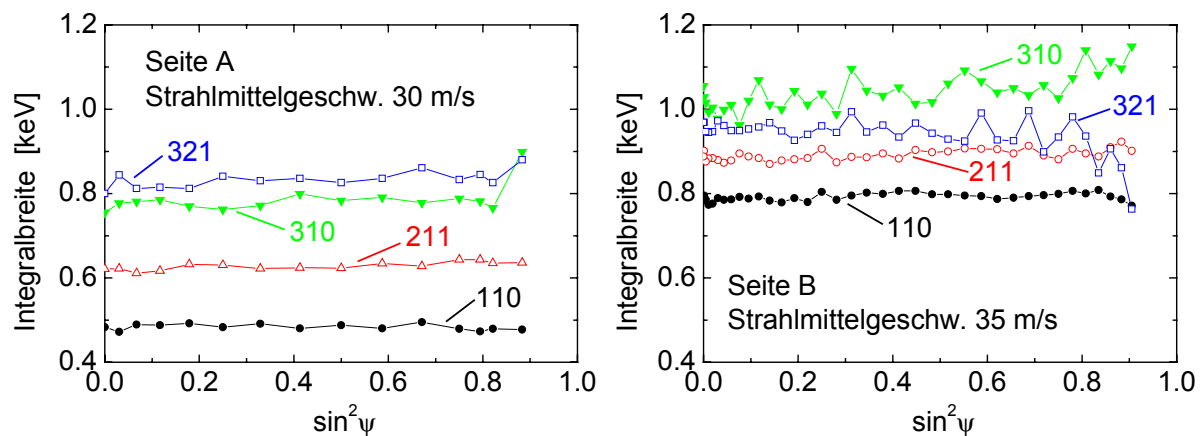 Integralbreite [keV]
1.2
1.0
0.8
0.6
0.4
Seite A
Strahlmittelgeschw. 30 m/s
321
310
211
110
0.0 0.2 0.4 0.6 0.8 1.0
sin²ψ
Integralbreite [keV]
1.2
1.0
0.8
0.6
0.4
310
321
211
110
Seite B
Strahlmittelgeschw. 35 m/s
0.0 0.2 0.4 0.6 0.8 1.0
sin²ψ